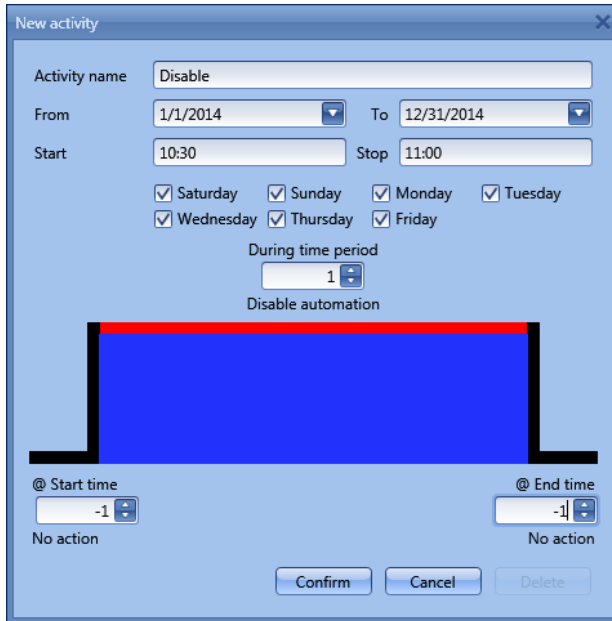 New activity
Activity name Disable
From 1/1/2014 To 12/31/2014
Start 10:30 Stop 11:00
Saturday Sunday Monday Tuesday
Wednesday Thursday Friday
During time period
1
Disable automation
@ Start time @ End time
-1 -1
No action No action
Confirm Cancel Delete